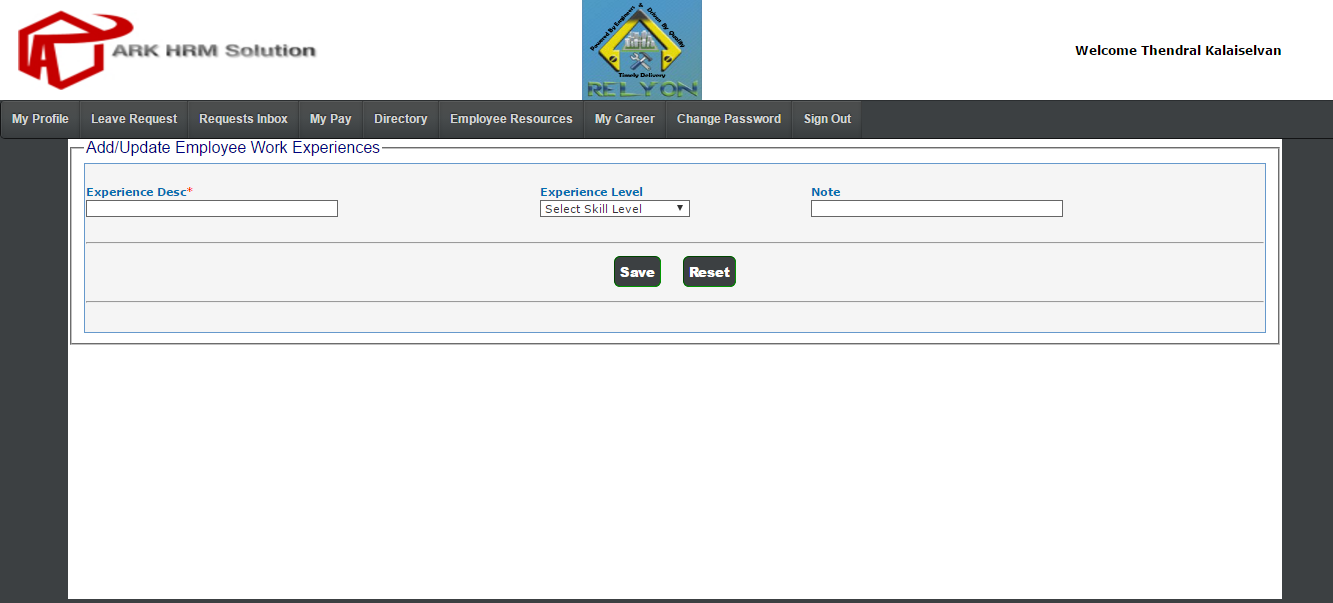 ARK HRM Solution
Powered By Engineers & Driven By Quality
Timely Delivery
RELYON
Welcome Thendral Kalaiselvan
My Profile Leave Request Requests Inbox My Pay Directory Employee Resources My Career Change Password Sign Out
Add/Update Employee Work Experiences
Experience Desc* Experience Level Note
Select Skill Level
Save Reset